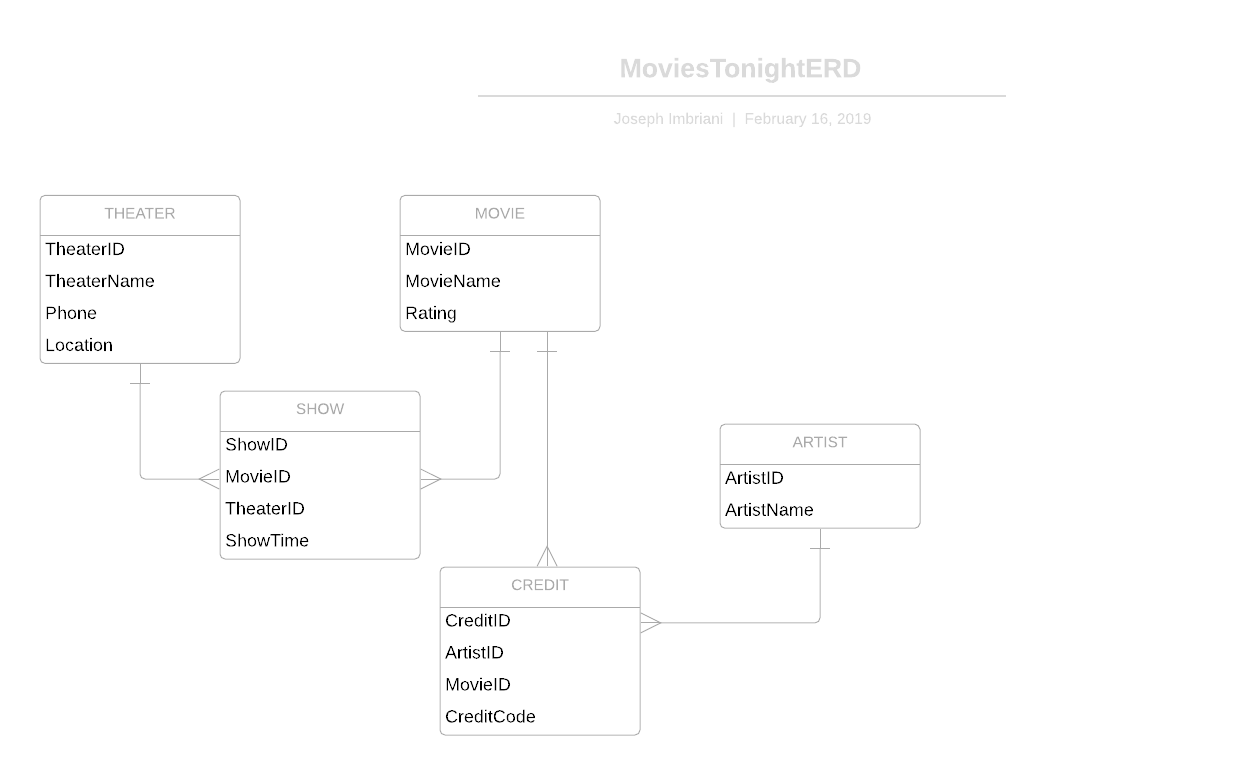 MoviesTonightERD
Joseph Imbriani | February 16, 2019
THEATER
TheaterID
TheaterName
Phone
Location
MOVIE
MovieID
MovieName
Rating
SHOW
ShowID
MovieID
TheaterID
ShowTime
ARTIST
ArtistID
ArtistName
CREDIT
CreditID
ArtistID
MovieID
CreditCode